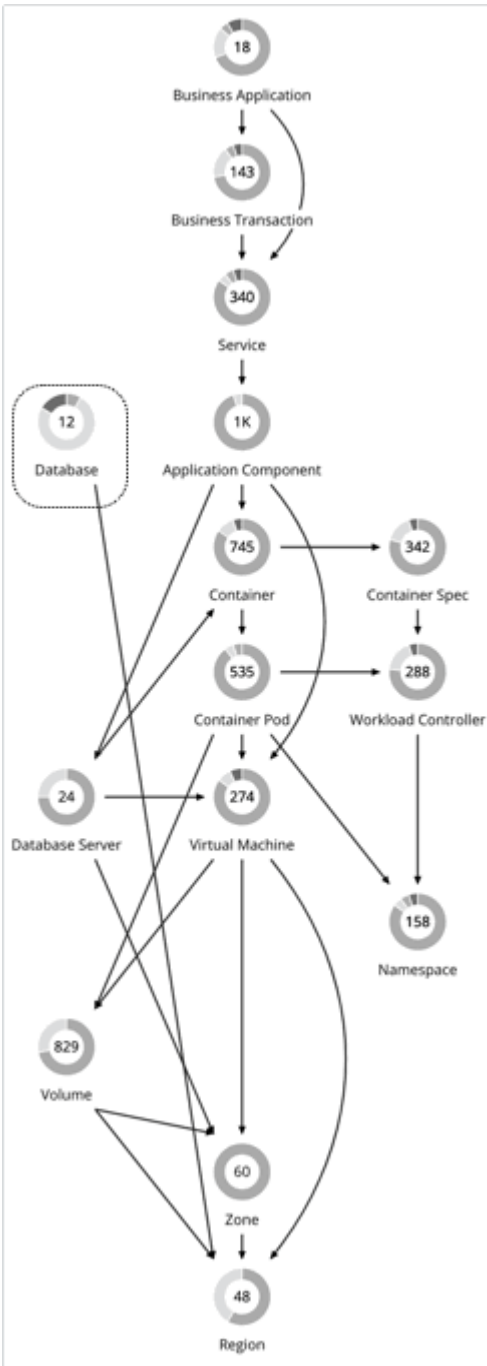 18
Business Application
143
Business Transaction
340
Service
12
Database
1K
Application Component
745
Container
342
Container Spec
535
Container Pod
288
Workload Controller
24
Database Server
274
Virtual Machine
158
Namespace
829
Volume
60
Zone
48
Region